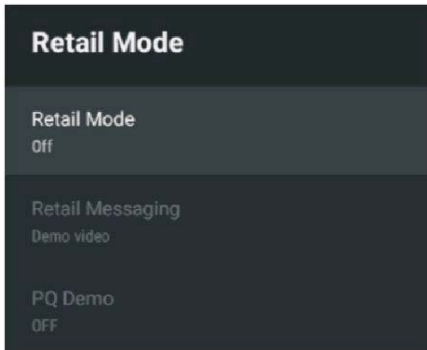 Retail Mode
Retail Mode
Off
Retail Messaging
Demo video
PQ Demo
OFF